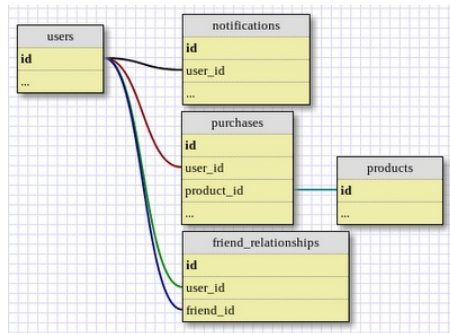 users
id
...
notifications
id
user_id
...
purchases
id
user_id
product_id
...
products
id
...
friend_relationships
id
user_id
friend_id